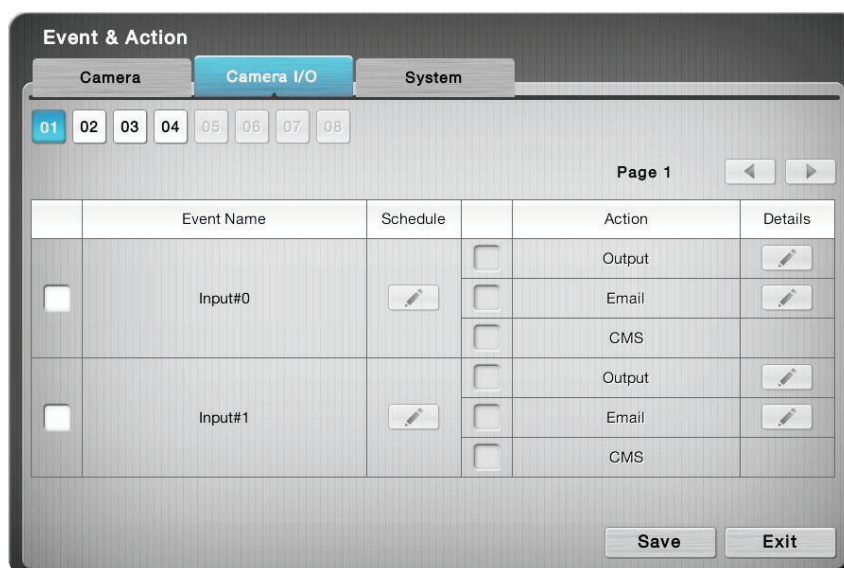 Event & Action
Camera Camera I/O System
01 02 03 04 05 06 07 08
Page 1
Event Name Schedule Action Details
Input#0
Output
Email
CMS
Input#1
Output
Email
CMS
Save Exit